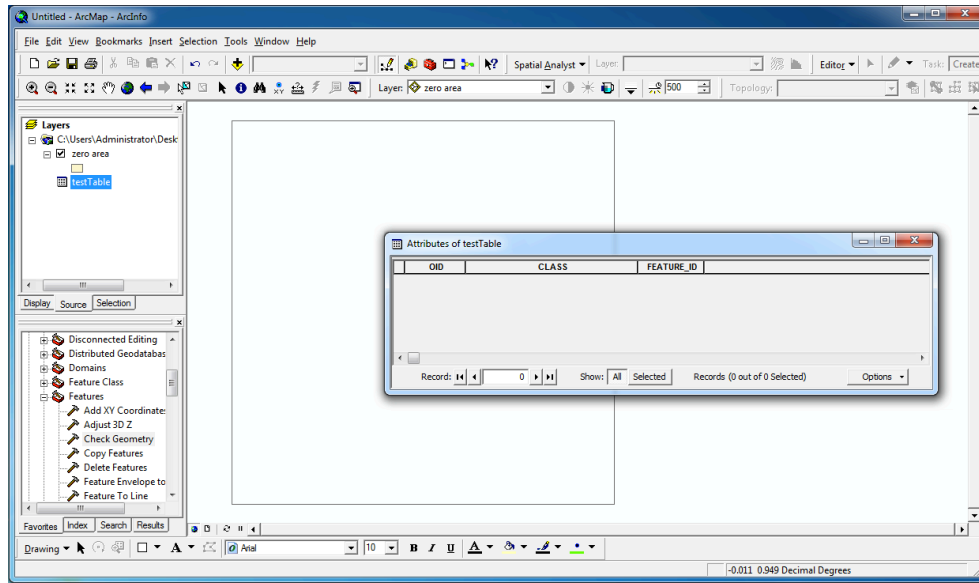 Untitled - ArcMap - ArcInfo
File Edit View Bookmarks Insert Selection Tools Window Help
Spatial Analyst Layer: Editor Task: Create
Layer: zero area 500 Topology:
Layers
C:\Users\Administrator\Desk
zero area
testTable
Display Source Selection
Attributes of testTable
OID CLASS FEATURE_ID
Record: 0 Show: All Selected Records (0 out of 0 Selected) Options
Disconnected Editing
Distributed Geodatabas
Domains
Feature Class
Features
Add XY Coordinate
Adjust 3D Z
Check Geometry
Copy Features
Delete Features
Feature Envelope to
Feature To Line
Favorites Index Search Results
Drawing A Arial 10 B I U A
-0.011 0.949 Decimal Degrees